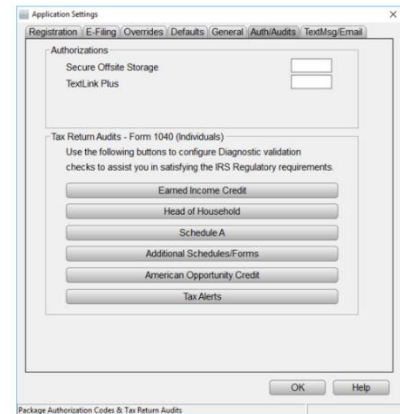 Application Settings
Registration E-Filing Overrides Defaults General Auth/Audits TextMsg/Email
Authorizations
Secure Offsite Storage
TextLink Plus
Tax Return Audits - Form 1040 (Individuals)
Use the following buttons to configure Diagnostic validation
checks to assist you in satisfying the IRS Regulatory requirements.
Earned Income Credit
Head of Household
Schedule A
Additional Schedules/Forms
American Opportunity Credit
Tax Alerts
OK Help
Package Authorization Codes & Tax Return Audits